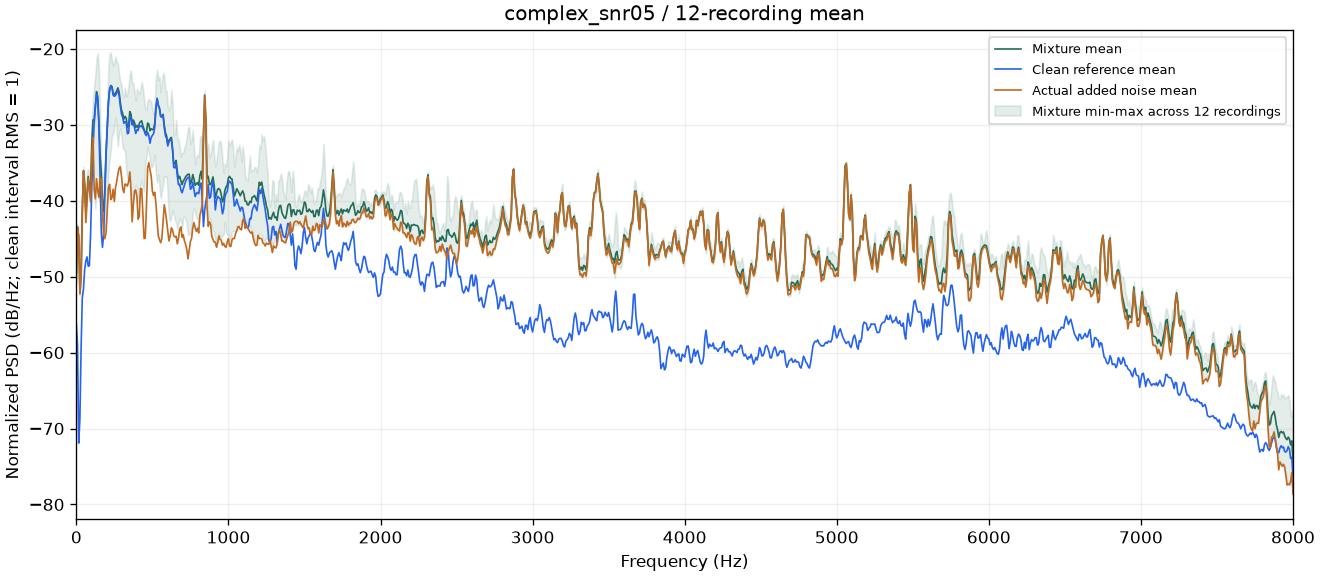 complex_snr05 / 12-recording mean
Normalized PSD (dB/Hz; clean interval RMS = 1)
−20
−30
−40
−50
−60
−70
−80
Mixture mean
Clean reference mean
Actual added noise mean
Mixture min-max across 12 recordings
0 1000 2000 3000 4000 5000 6000 7000 8000
Frequency (Hz)